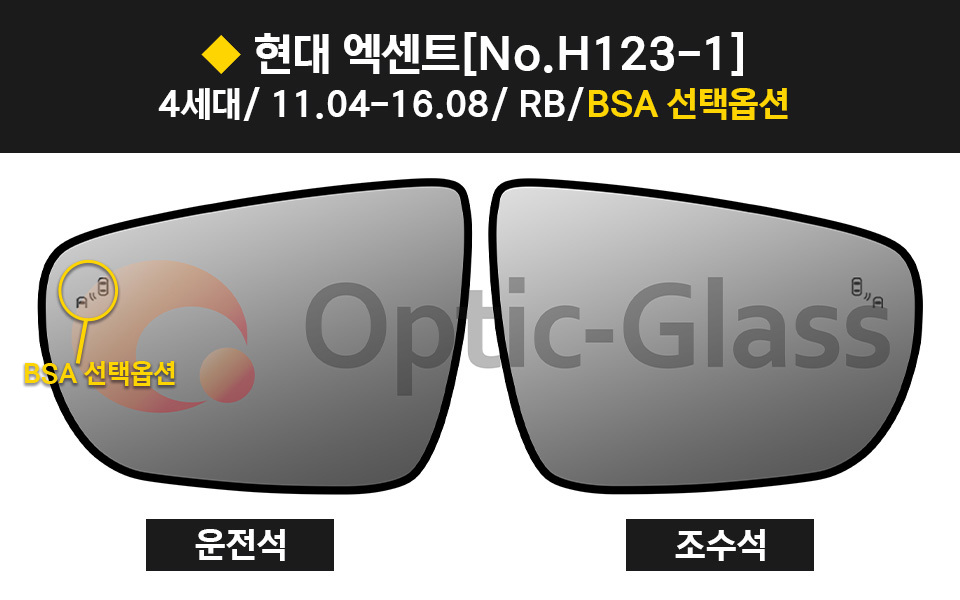 ◆ 현대 엑센트[No.H123-1]
4세대/ 11.04-16.08/ RB/BSA 선택옵션
Optic-Glass
BSA 선택옵션
운전석
조수석